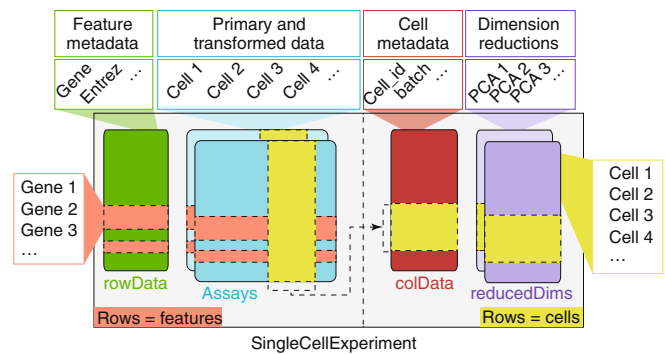 Feature metadata
Primary and transformed data
Cell metadata
Dimension reductions
Gene
Entrez
...
Cell 1
Cell 2
Cell 3
Cell 4
...
Cell_id
batch
...
PCA 1
PCA 2
PCA 3
...
Gene 1
Gene 2
Gene 3
...
Cell 1
Cell 2
Cell 3
Cell 4
...
rowData
Assays
colData
reducedDims
Rows = features
Rows = cells
SingleCellExperiment